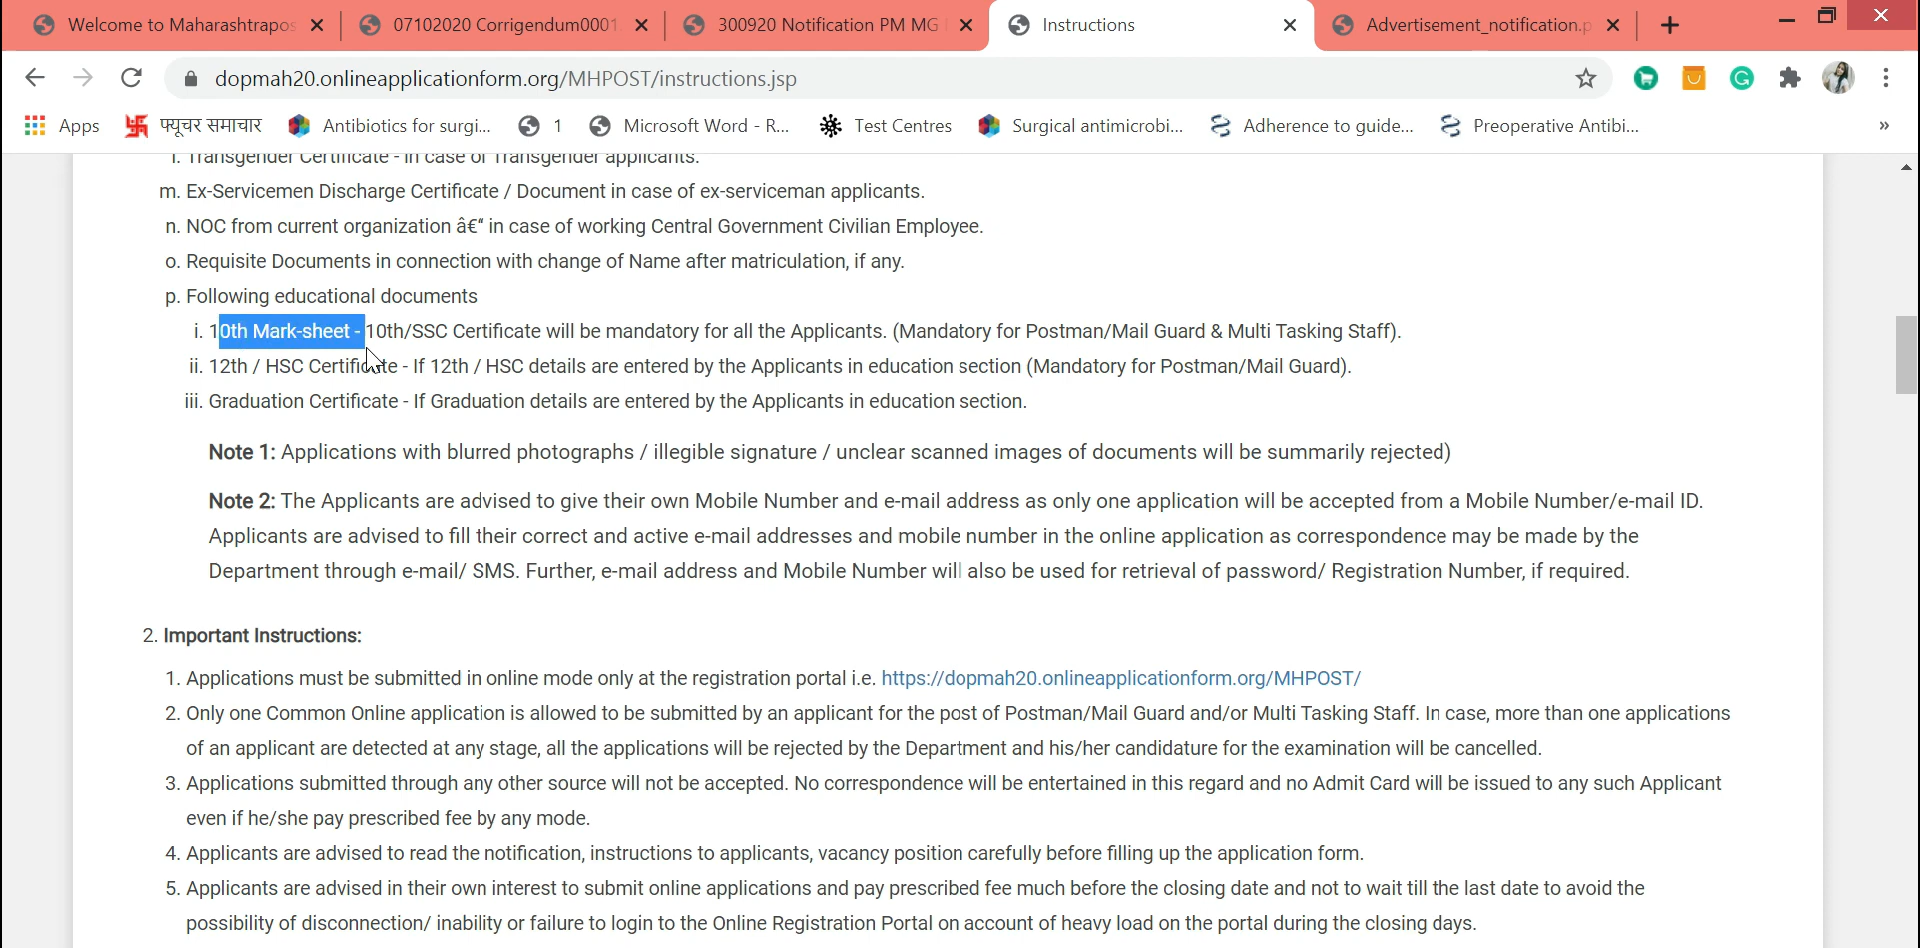 Welcome to Maharashtrapos
07102020 Corrigendum0001
300920 Notification PM MG
Instructions
Advertisement_notification.p
dopmah20.onlineapplicationform.org/MHPOST/instructions.jsp
Apps
फ्यूचर समाचार
Antibiotics for surgi...
1
Microsoft Word - R...
Test Centres
Surgical antimicrobi...
Adherence to guide...
Preoperative Antibi...
»
l. Transgender Certificate - In case of Transgender applicants.
m. Ex-Servicemen Discharge Certificate / Document in case of ex-serviceman applicants.
n. NOC from current organization â€“ in case of working Central Government Civilian Employee.
o. Requisite Documents in connection with change of Name after matriculation, if any.
p. Following educational documents
i. 10th Mark-sheet - 10th/SSC Certificate will be mandatory for all the Applicants. (Mandatory for Postman/Mail Guard & Multi Tasking Staff).
ii. 12th / HSC Certificate - If 12th / HSC details are entered by the Applicants in education section (Mandatory for Postman/Mail Guard).
iii. Graduation Certificate - If Graduation details are entered by the Applicants in education section.
Note 1: Applications with blurred photographs / illegible signature / unclear scanned images of documents will be summarily rejected)
Note 2: The Applicants are advised to give their own Mobile Number and e-mail address as only one application will be accepted from a Mobile Number/e-mail ID.
Applicants are advised to fill their correct and active e-mail addresses and mobile number in the online application as correspondence may be made by the
Department through e-mail/ SMS. Further, e-mail address and Mobile Number will also be used for retrieval of password/ Registration Number, if required.
2. Important Instructions:
1. Applications must be submitted in online mode only at the registration portal i.e. https://dopmah20.onlineapplicationform.org/MHPOST/
2. Only one Common Online application is allowed to be submitted by an applicant for the post of Postman/Mail Guard and/or Multi Tasking Staff. In case, more than one applications
of an applicant are detected at any stage, all the applications will be rejected by the Department and his/her candidature for the examination will be cancelled.
3. Applications submitted through any other source will not be accepted. No correspondence will be entertained in this regard and no Admit Card will be issued to any such Applicant
even if he/she pay prescribed fee by any mode.
4. Applicants are advised to read the notification, instructions to applicants, vacancy position carefully before filling up the application form.
5. Applicants are advised in their own interest to submit online applications and pay prescribed fee much before the closing date and not to wait till the last date to avoid the
possibility of disconnection/ inability or failure to login to the Online Registration Portal on account of heavy load on the portal during the closing days.